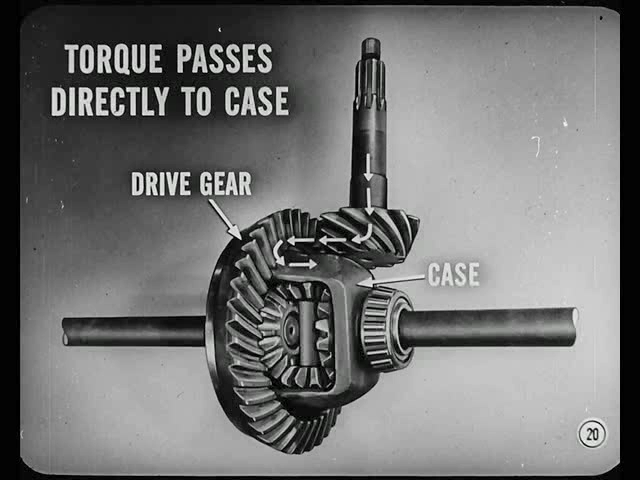 TORQUE PASSES
DIRECTLY TO CASE
DRIVE GEAR
CASE
20